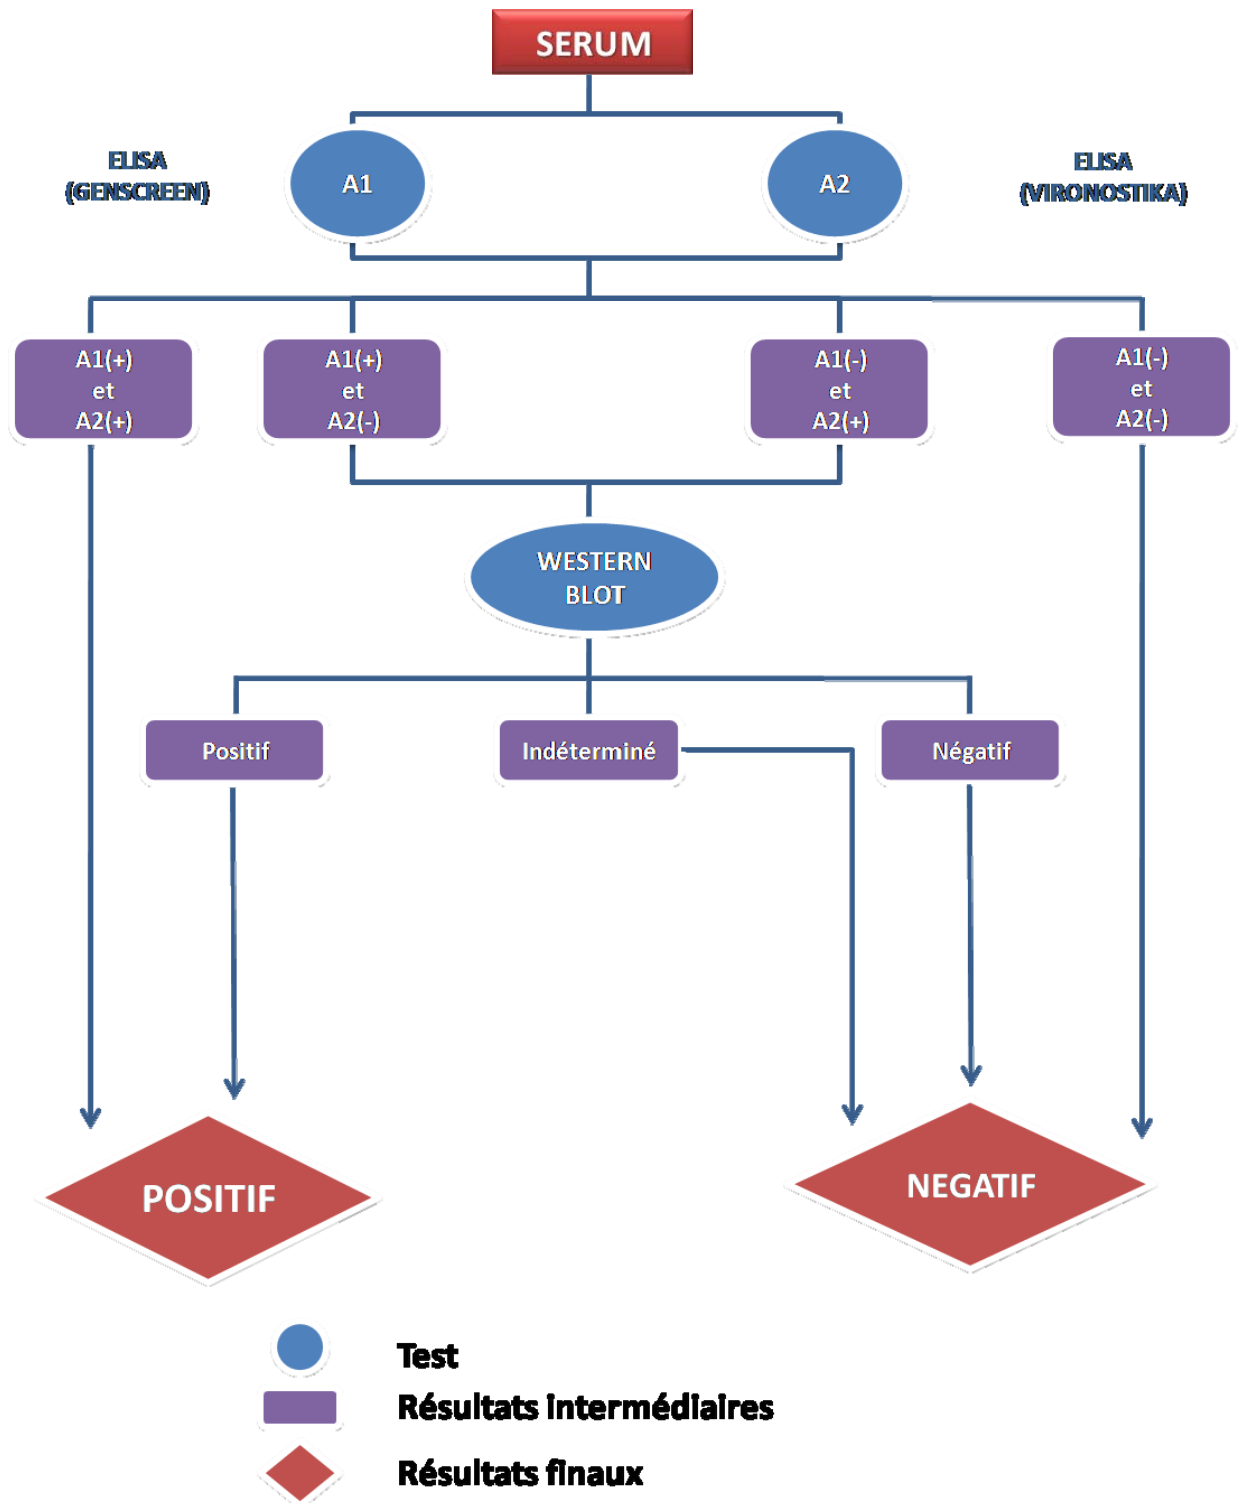 SERUM
ELISA
(GENSCREEN)
A1
A2
ELISA
(VIRONOSTIKA)
A1(+)
et
A2(+)
A1(+)
et
A2(-)
A1(-)
et
A2(+)
A1(-)
et
A2(-)
WESTERN
BLOT
Positif
Indéterminé
Négatif
POSITIF
NEGATIF
Test
Résultats intermédiaires
Résultats finaux